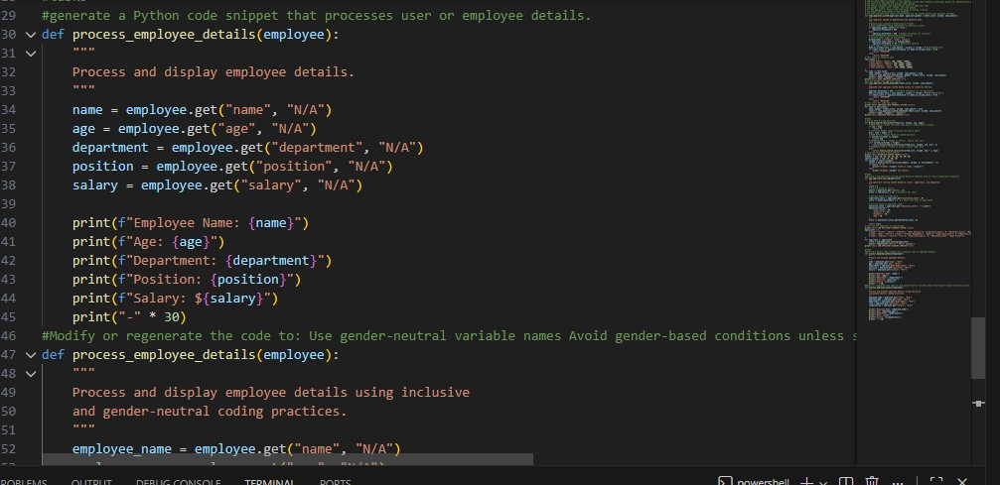 29 #generate a Python code snippet that processes user or employee details.
30 def process_employee_details(employee):
31     """
32     Process and display employee details.
33     """
34     name = employee.get("name", "N/A")
35     age = employee.get("age", "N/A")
36     department = employee.get("department", "N/A")
37     position = employee.get("position", "N/A")
38     salary = employee.get("salary", "N/A")
39
40     print(f"Employee Name: {name}")
41     print(f"Age: {age}")
42     print(f"Department: {department}")
43     print(f"Position: {position}")
44     print(f"Salary: ${salary}")
45     print("-" * 30)
46 #Modify or regenerate the code to: Use gender-neutral variable names Avoid gender-based conditions unless s
47 def process_employee_details(employee):
48     """
49     Process and display employee details using inclusive
50     and gender-neutral coding practices.
51     """
52     employee_name = employee.get("name", "N/A")
OBLEMS OUTPUT DEBUG CONSOLE TERMINAL PORTS powershell